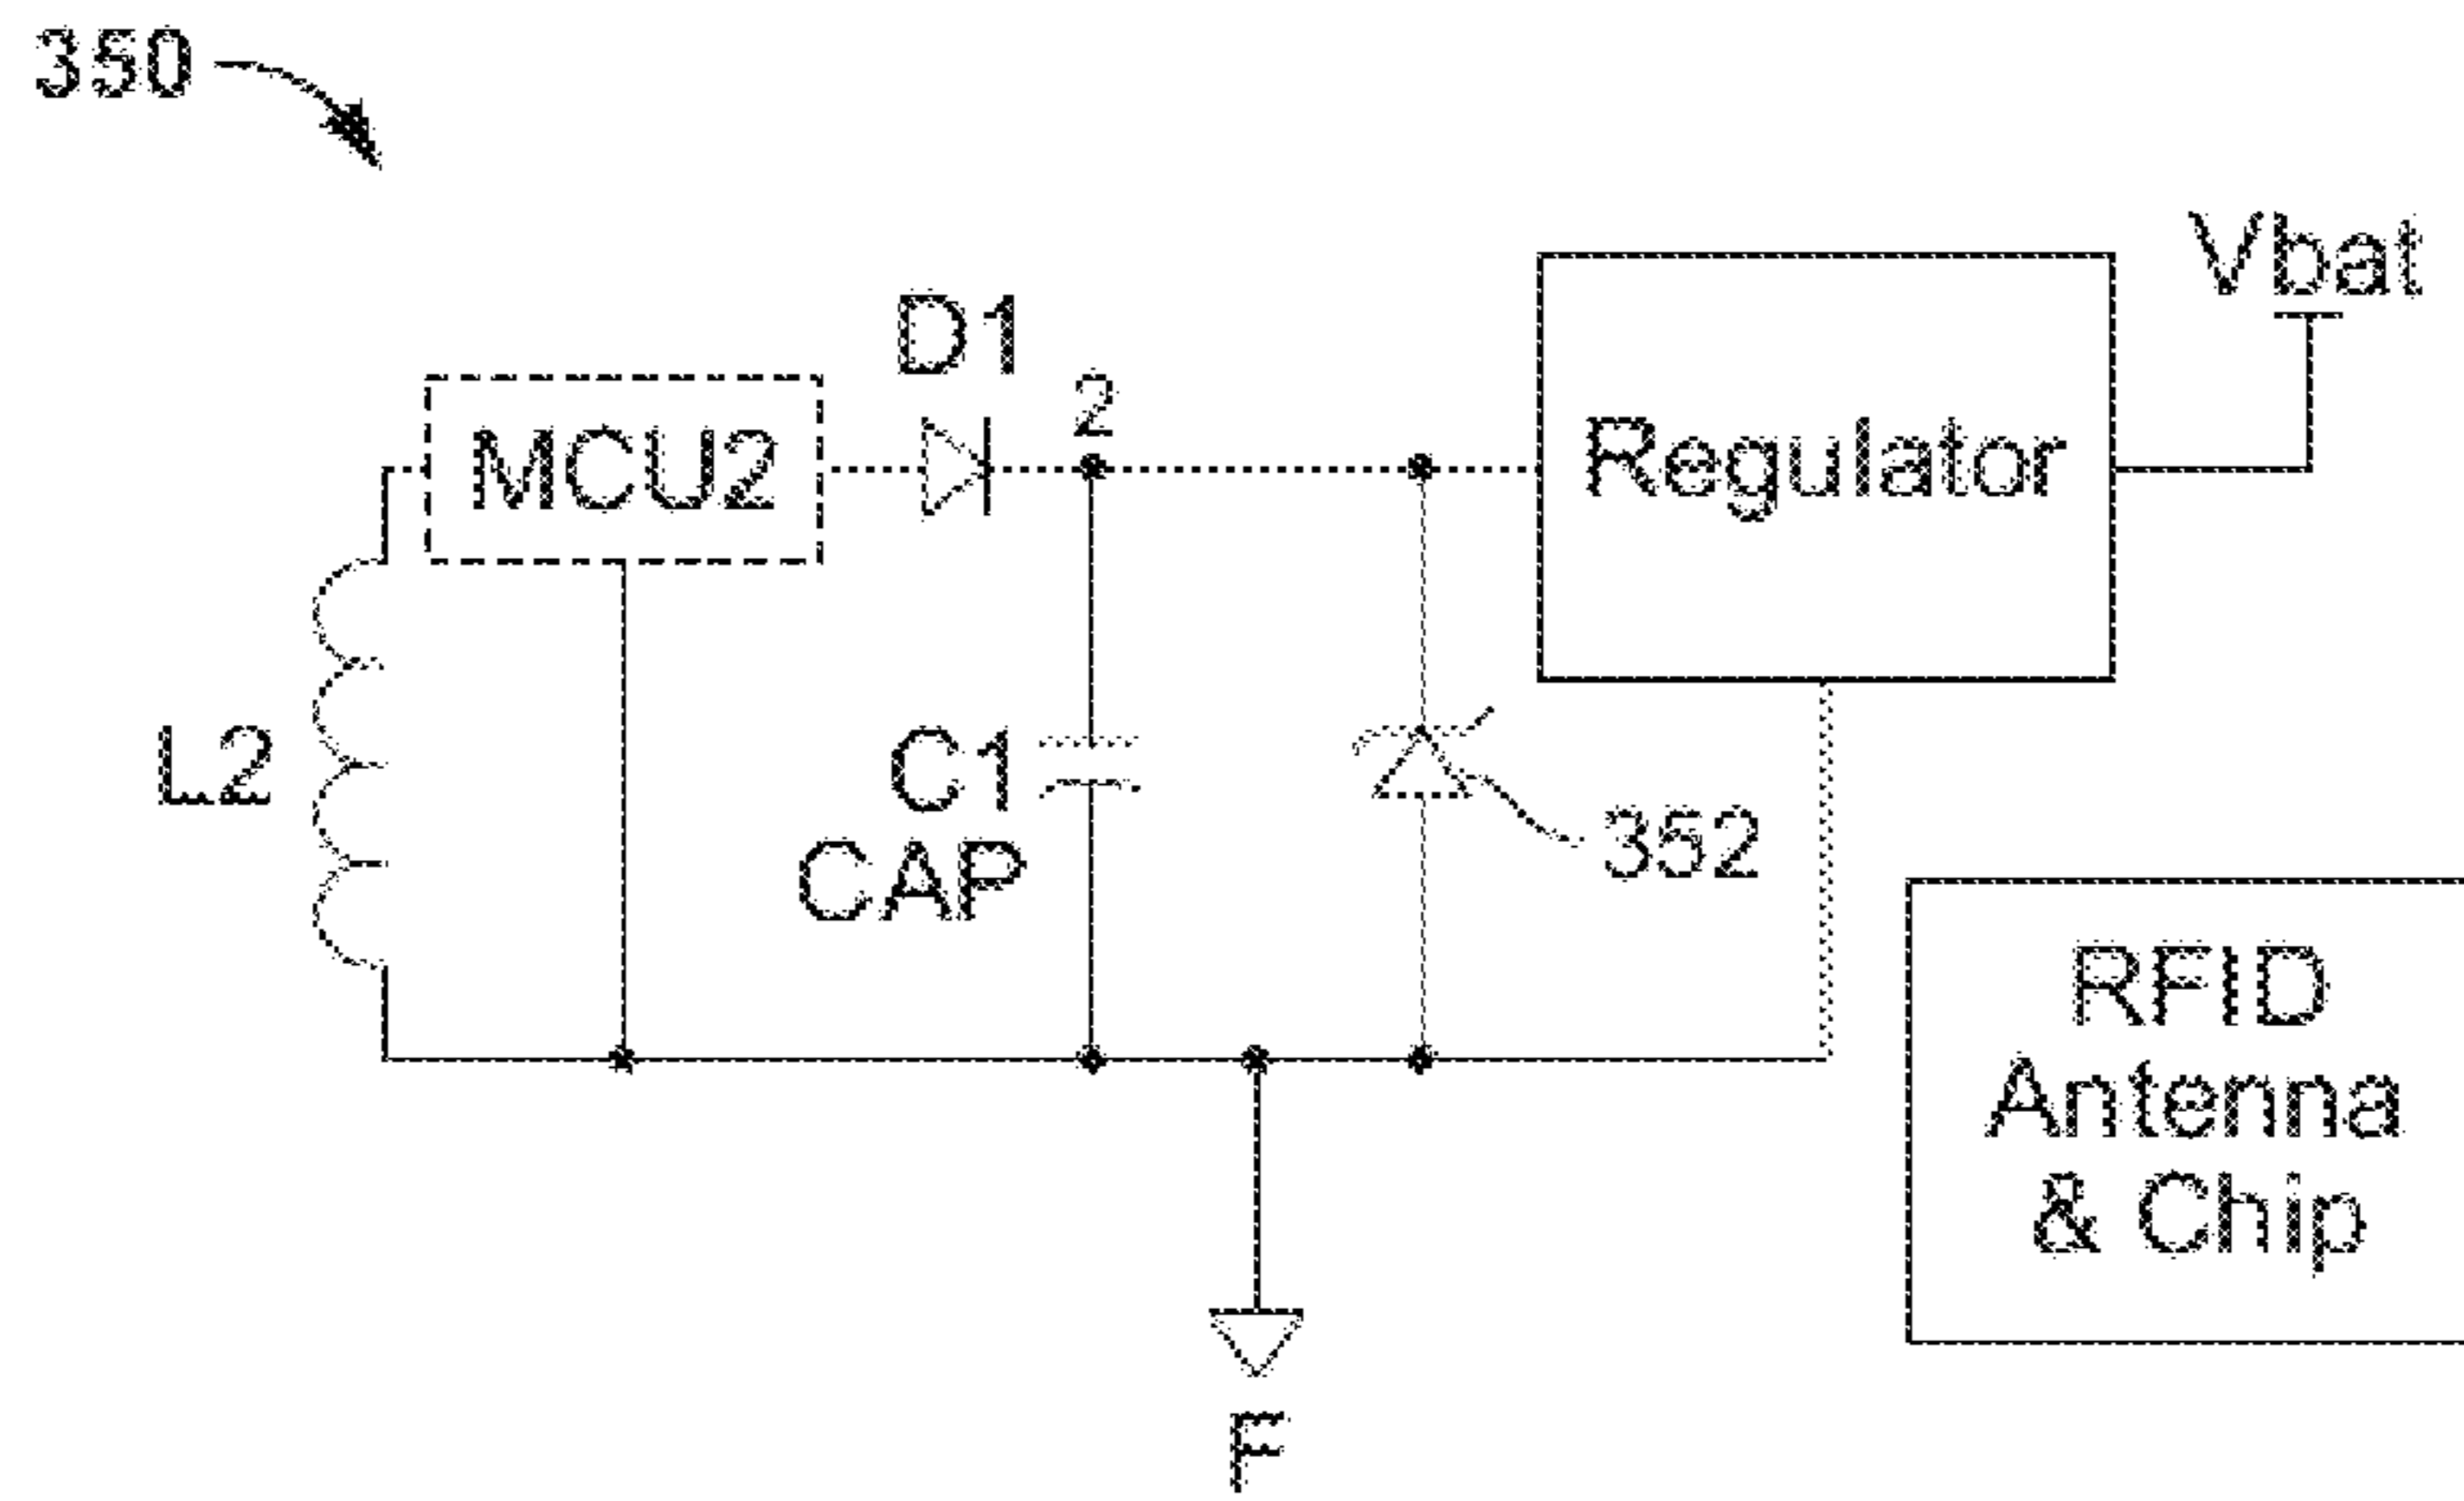 350
Vbat
D1
2
MCU2
Regulator
L2
C1
CAP
352
RFID
Antenna
& Chip
F